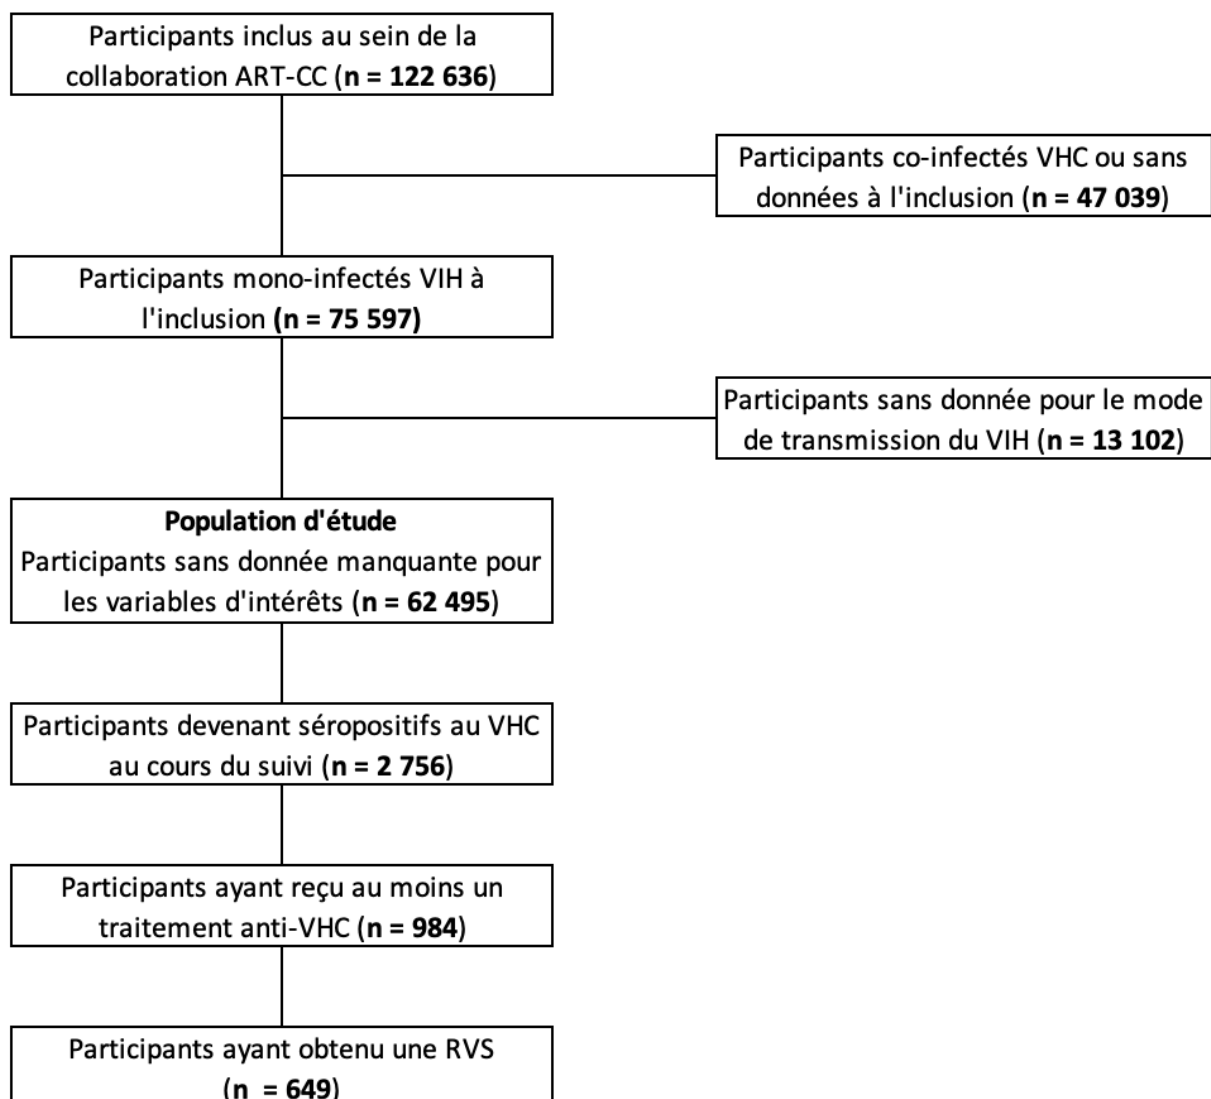 Participants inclus au sein de la
collaboration ART-CC (n = 122 636)
Participants co-infectés VHC ou sans
données à l'inclusion (n = 47 039)
Participants mono-infectés VIH à
l'inclusion (n = 75 597)
Participants sans donnée pour le mode
de transmission du VIH (n = 13 102)
Population d'étude
Participants sans donnée manquante pour
les variables d'intérêts (n = 62 495)
Participants devenant séropositifs au VHC
au cours du suivi (n = 2 756)
Participants ayant reçu au moins un
traitement anti-VHC (n = 984)
Participants ayant obtenu une RVS
(n = 649)